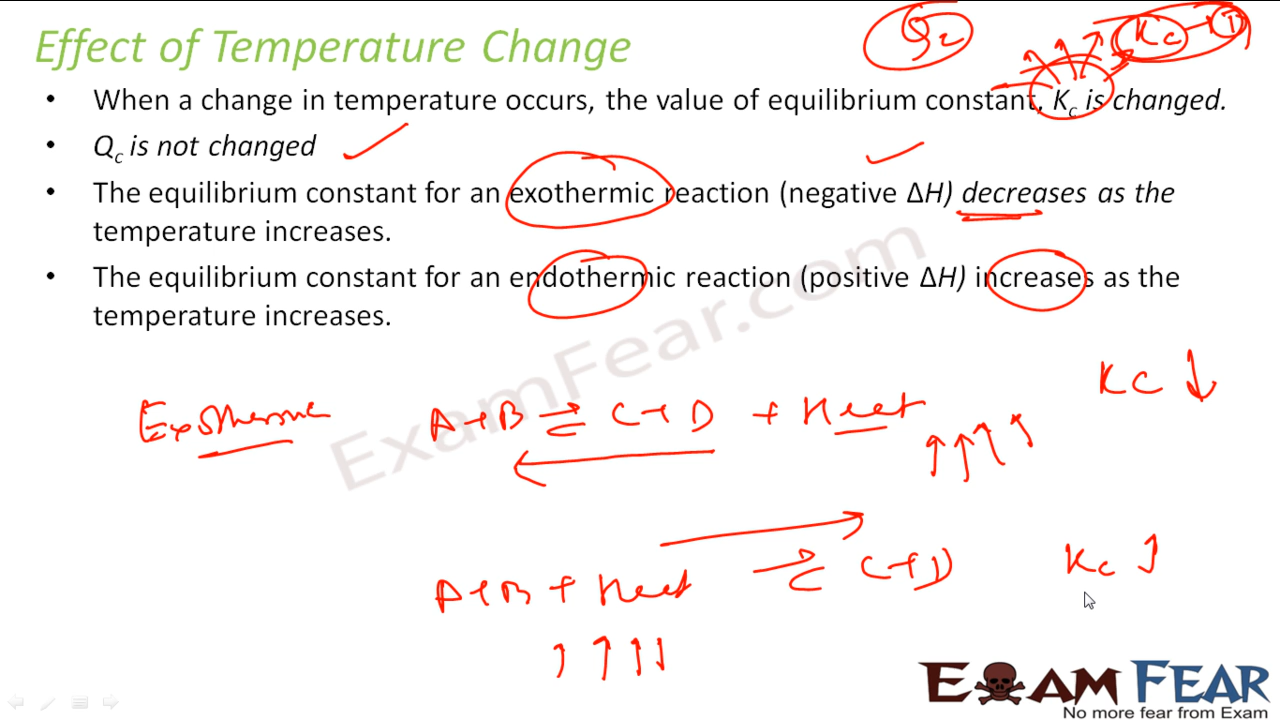 Effect of Temperature Change
Qc
Kc → T
• When a change in temperature occurs, the value of equilibrium constant, Kc is changed.
• Qc is not changed
• The equilibrium constant for an exothermic reaction (negative ΔH) decreases as the
temperature increases.
• The equilibrium constant for an endothermic reaction (positive ΔH) increases as the
temperature increases.
ExamFear.com
Exothermic A+B ⇌ C+D + Heat KC ↓
↑ ↑ ↑ ↑
A+B + Heat ⇌ C+D Kc ↑
↑ ↑ ↑ ↑
EXAM FEAR
No more fear from Exam